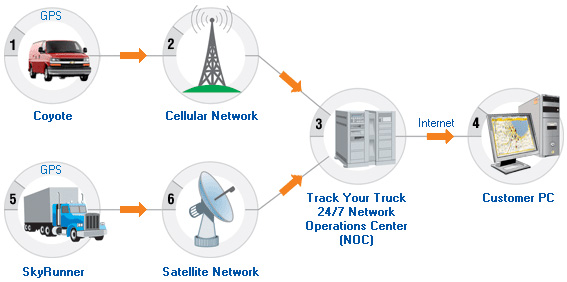 GPS
1
Coyote
2
Cellular Network
3
Track Your Truck
24/7 Network
Operations Center
(NOC)
Internet
4
Customer PC
GPS
5
SkyRunner
6
Satellite Network